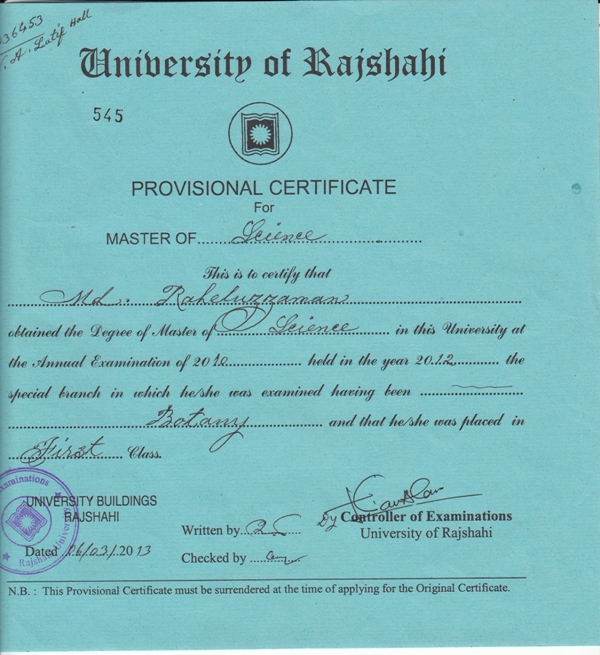 36453
A. Latif Hall
University of Rajshahi
545
PROVISIONAL CERTIFICATE
For
MASTER OF Science
This is to certify that
Md. Raheluzzaman
obtained the Degree of Master of Science in this University at
the Annual Examination of 2010 held in the year 2012 the
special branch in which he/she was examined having been
Botany and that he/she was placed in
First Class.
UNIVERSITY BUILDINGS
RAJSHAHI
Dated 06/03/2013
Written by
Checked by
Dy Controller of Examinations
University of Rajshahi
Examinations
Rajshahi University
N.B. : This Provisional Certificate must be surrendered at the time of applying for the Original Certificate.